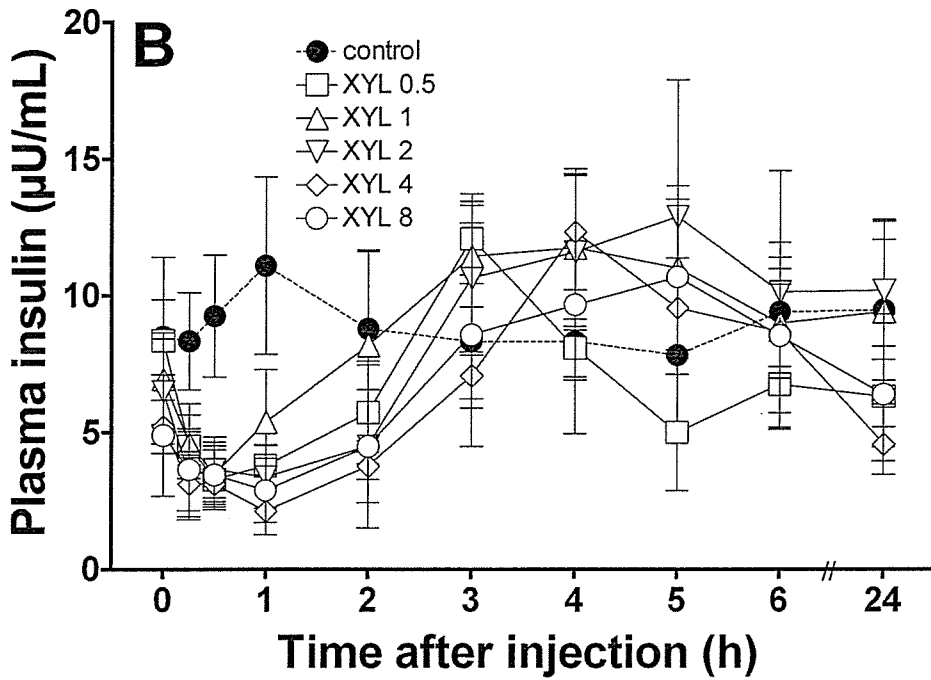 B
control
XYL 0.5
XYL 1
XYL 2
XYL 4
XYL 8
Plasma insulin (µU/mL)
20
15
10
5
0
0 1 2 3 4 5 6 // 24
Time after injection (h)